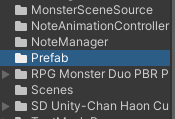 MonsterSceneSource
NoteAnimationController
NoteManager
Prefab
RPG Monster Duo PBR P
Scenes
SD Unity-Chan Haon Cu